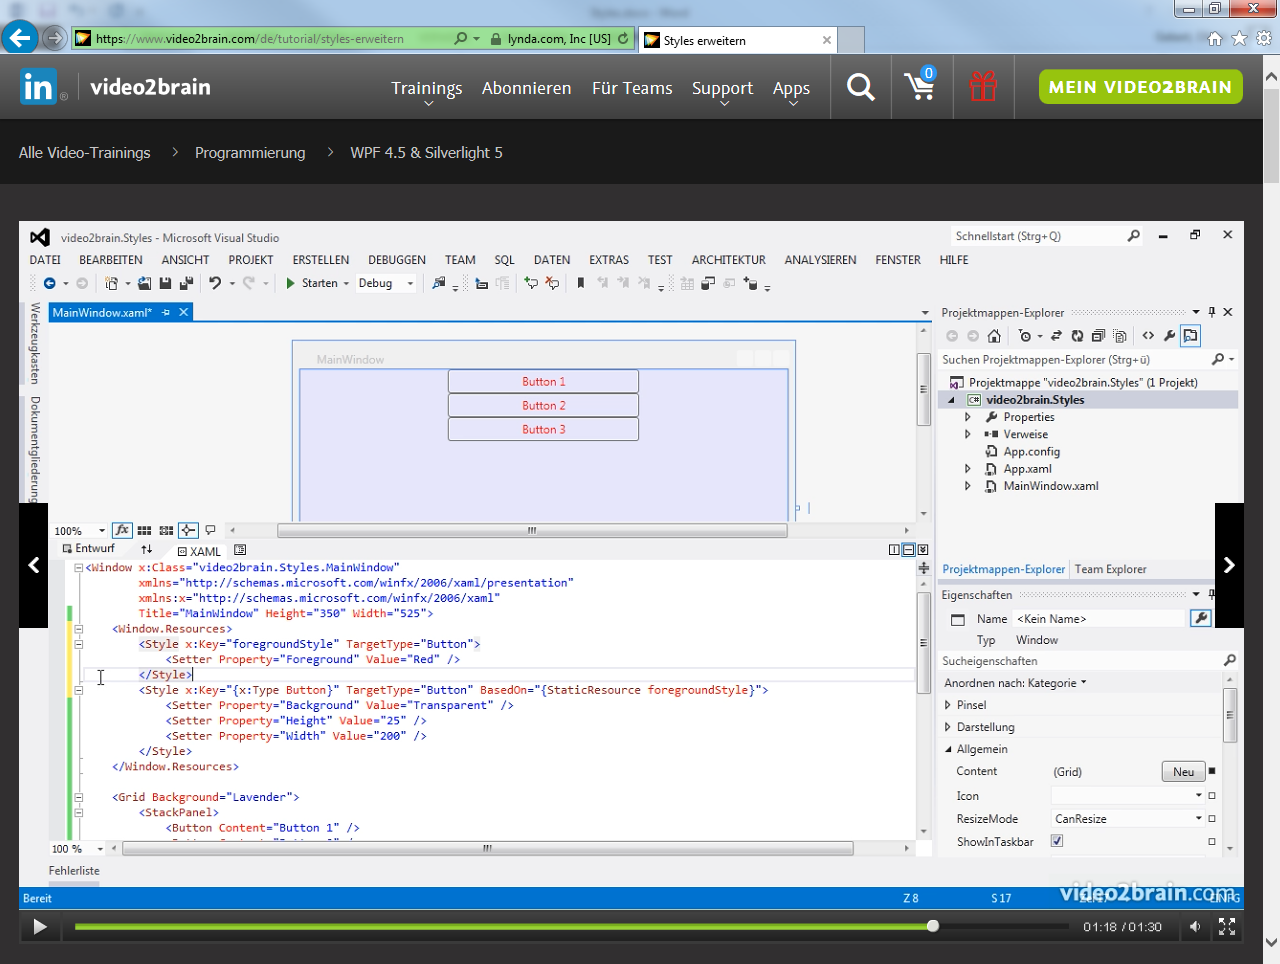 https://www.video2brain.com/de/tutorial/styles-erweitern
lynda.com, Inc [US]
Styles erweitern
in
video2brain
Trainings
Abonnieren
Für Teams
Support
Apps
0
MEIN VIDEO2BRAIN
Alle Video-Trainings > Programmierung > WPF 4.5 & Silverlight 5
video2brain.Styles - Microsoft Visual Studio
Schnellstart (Strg+Q)
DATEI BEARBEITEN ANSICHT PROJEKT ERSTELLEN DEBUGGEN TEAM SQL DATEN EXTRAS TEST ARCHITEKTUR ANALYSIEREN FENSTER HILFE
Starten
Debug
Werkzeugkasten
Dokumentgliederung
MainWindow.xaml*
MainWindow
Button 1
Button 2
Button 3
100%
Entwurf
XAML
<Window x:Class="video2brain.Styles.MainWindow"
xmlns="http://schemas.microsoft.com/winfx/2006/xaml/presentation"
xmlns:x="http://schemas.microsoft.com/winfx/2006/xaml"
Title="MainWindow" Height="350" Width="525">
<Window.Resources>
<Style x:Key="foregroundStyle" TargetType="Button">
<Setter Property="Foreground" Value="Red" />
</Style>
<Style x:Key="{x:Type Button}" TargetType="Button" BasedOn="{StaticResource foregroundStyle}">
<Setter Property="Background" Value="Transparent" />
<Setter Property="Height" Value="25" />
<Setter Property="Width" Value="200" />
</Style>
</Window.Resources>
<Grid Background="Lavender">
<StackPanel>
<Button Content="Button 1" />
100 %
Fehlerliste
Projektmappen-Explorer
Suchen Projektmappen-Explorer (Strg+ü)
Projektmappe "video2brain.Styles" (1 Projekt)
C# video2brain.Styles
Properties
Verweise
App.config
App.xaml
MainWindow.xaml
Projektmappen-Explorer
Team Explorer
Eigenschaften
Name <Kein Name>
Typ Window
Sucheigenschaften
Anordnen nach: Kategorie
Pinsel
Darstellung
Allgemein
Content (Grid) Neu
Icon
ResizeMode CanResize
ShowInTaskbar
Bereit
Z 8
S 17
video2brain.com
01:18 / 01:30